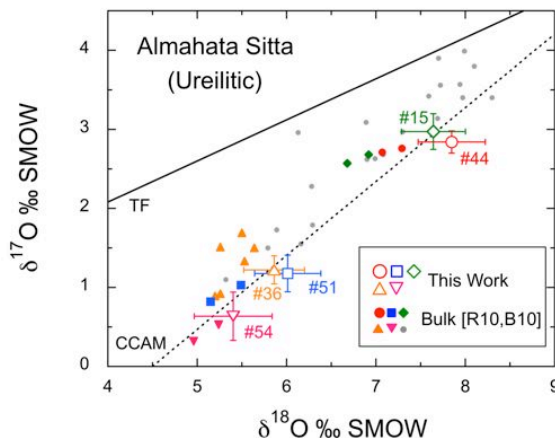 Almahata Sitta
(Ureilitic)
δ¹⁷O ‰ SMOW
4
3
2
1
0
TF
CCAM
#15
#44
#36
#51
#54
This Work
Bulk [R10,B10]
4 5 6 7 8 9
δ¹⁸O ‰ SMOW